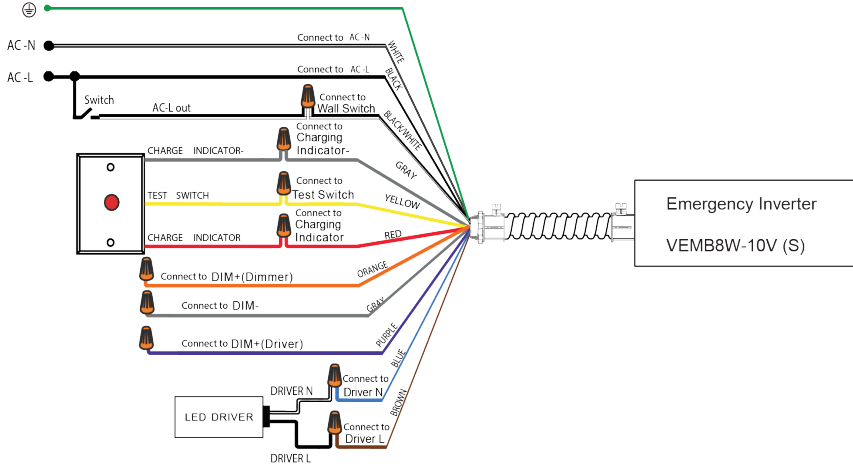 AC-N
Connect to AC-N
WHITE
AC-L
Connect to AC-L
BLACK
Switch
AC-L out
Connect to
Wall Switch
BLACK/WHITE
CHARGE INDICATOR-
Connect to
Charging
Indicator-
GRAY
TEST SWITCH
Connect to
Test Switch
YELLOW
CHARGE INDICATOR
Connect to
Charging
Indicator
RED
Connect to DIM+(Dimmer)
ORANGE
Connect to DIM-
GRAY
Connect to DIM+(Driver)
PURPLE
BLUE
DRIVER N
Connect to
Driver N
BROWN
LED DRIVER
DRIVER L
Connect to
Driver L
Emergency Inverter
VEMB8W-10V (S)